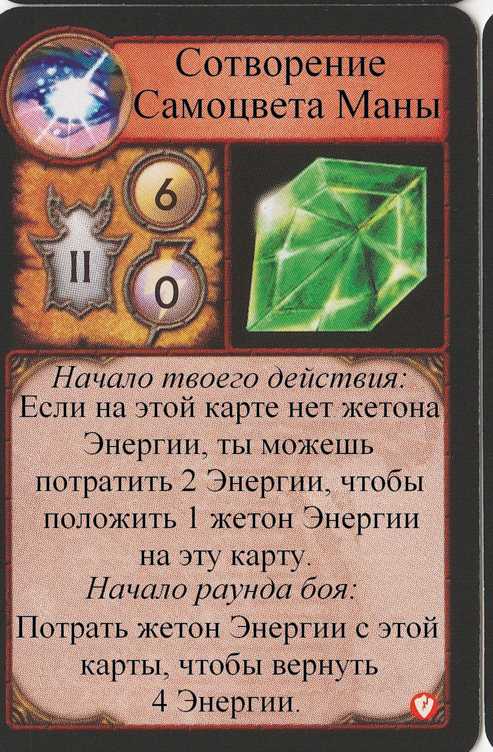 Сотворение
Самоцвета Маны
6
II
0
Начало твоего действия:
Если на этой карте нет жетона
Энергии, ты можешь
потратить 2 Энергии, чтобы
положить 1 жетон Энергии
на эту карту.
Начало раунда боя:
Потрать жетон Энергии с этой
карты, чтобы вернуть
4 Энергии.